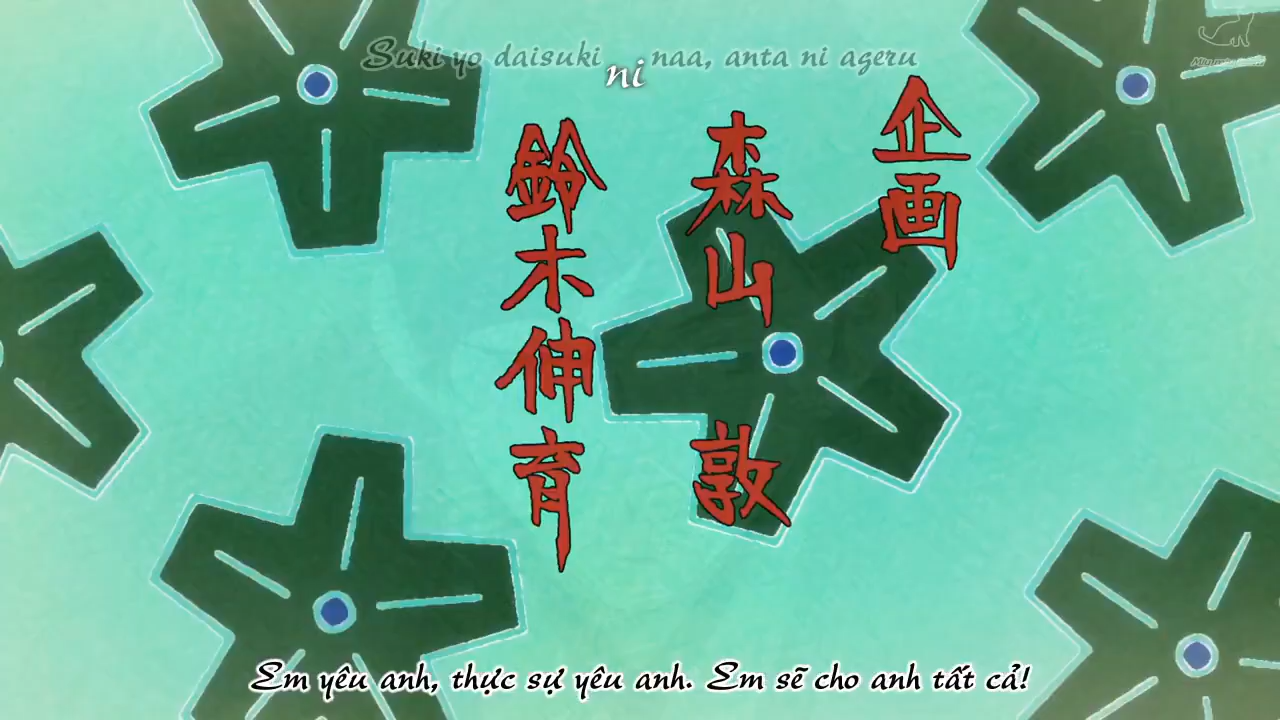 Suki yo daisuki ni naa, anta ni ageru
企画
森山 敦
鈴木伸育
Em yêu anh, thực sự yêu anh. Em sẽ cho anh tất cả!